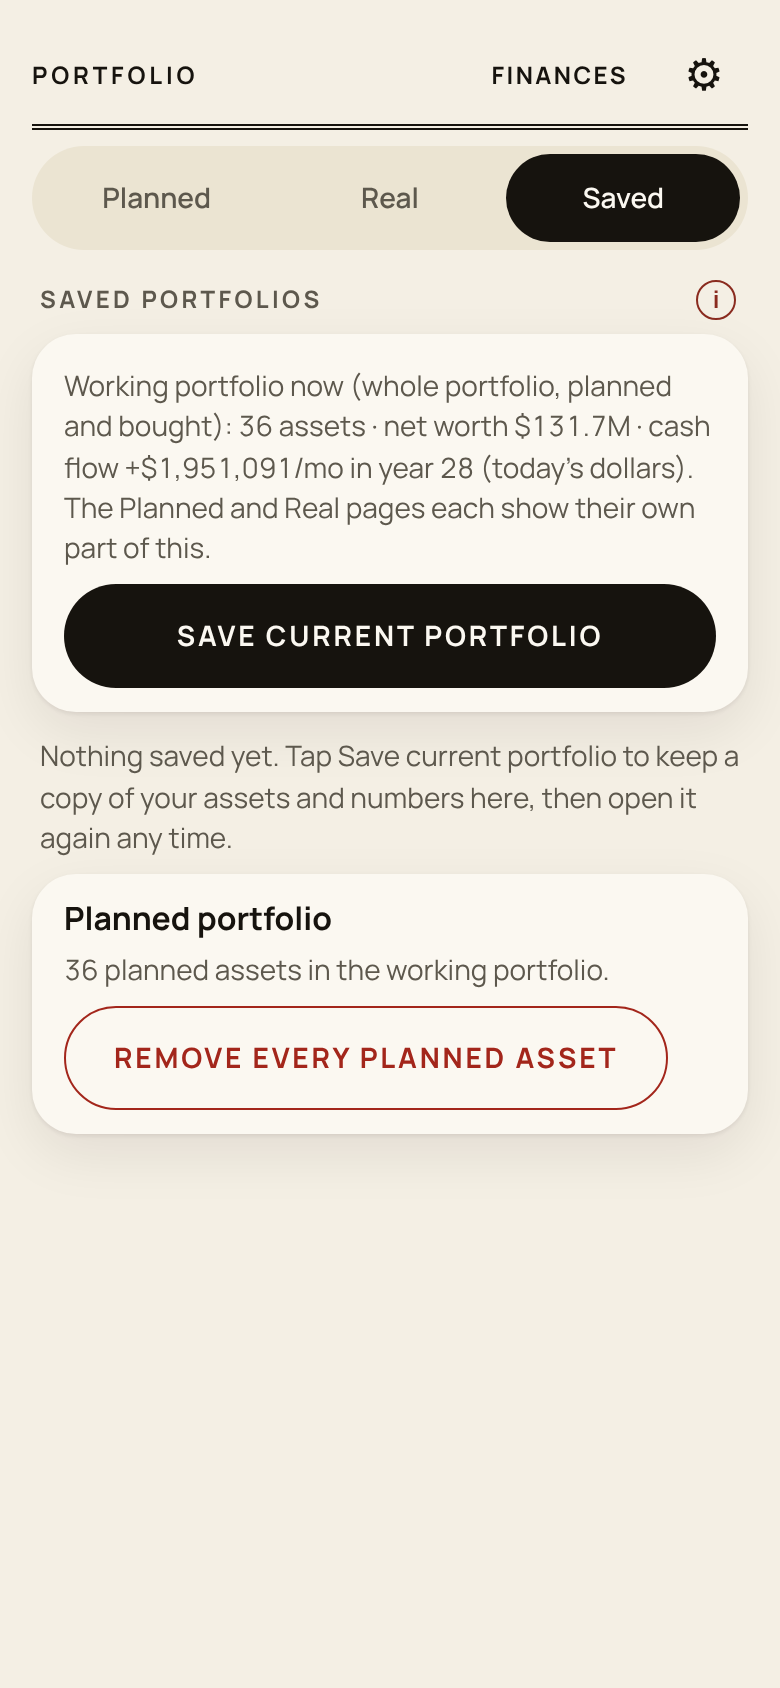 PORTFOLIO FINANCES
Planned Real Saved
SAVED PORTFOLIOS i
Working portfolio now (whole portfolio, planned
and bought): 36 assets · net worth $131.7M · cash
flow +$1,951,091/mo in year 28 (today’s dollars).
The Planned and Real pages each show their own
part of this.
SAVE CURRENT PORTFOLIO
Nothing saved yet. Tap Save current portfolio to keep a
copy of your assets and numbers here, then open it
again any time.
Planned portfolio
36 planned assets in the working portfolio.
REMOVE EVERY PLANNED ASSET